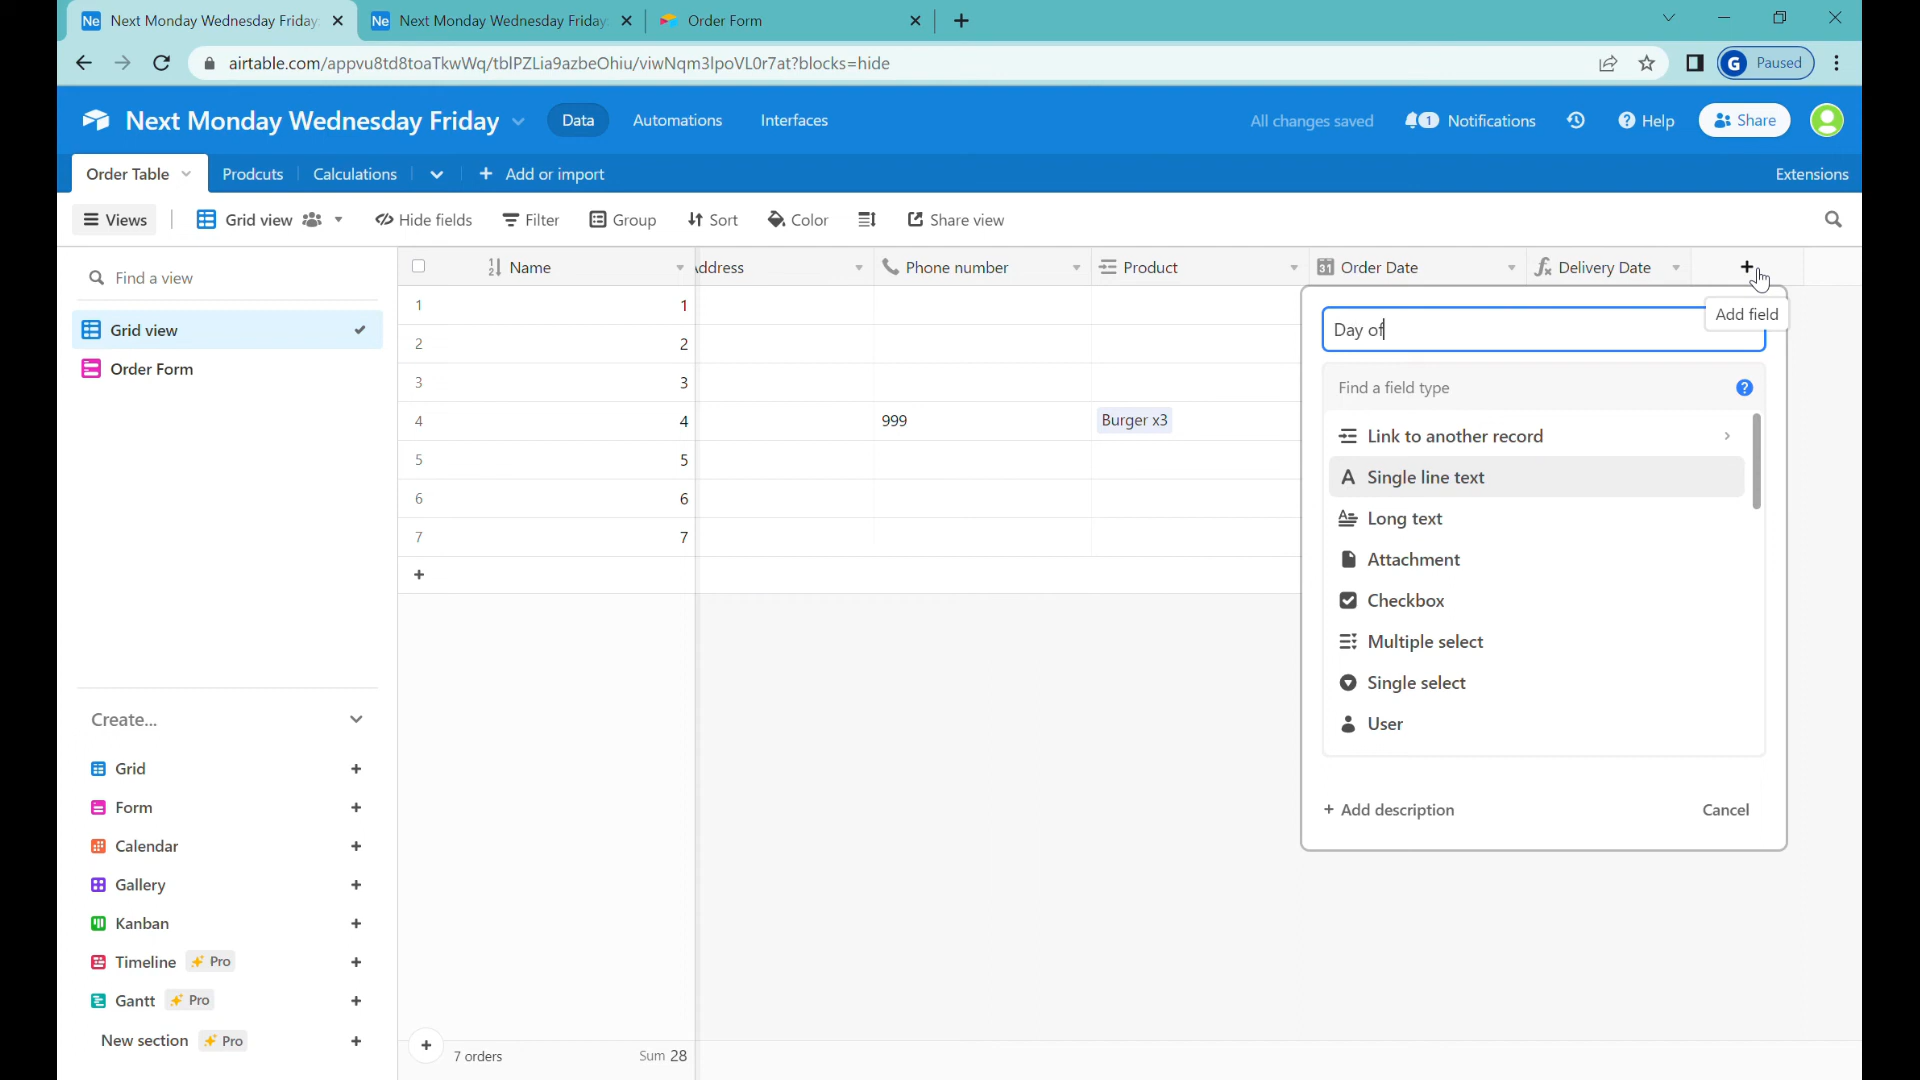 Ne Next Monday Wednesday Friday
Ne Next Monday Wednesday Friday
Order Form
airtable.com/appvu8td8toaTkwWq/tblPZLia9azbeOhiu/viwNqm3lpoVL0r7at?blocks=hide
G Paused
Next Monday Wednesday Friday
Data
Automations
Interfaces
All changes saved
1 Notifications
Help
Share
Order Table
Prodcuts
Calculations
Add or import
Extensions
Views
Grid view
Hide fields
Filter
Group
Sort
Color
Share view
Find a view
Grid view
Order Form
Name
ddress
Phone number
Product
31 Order Date
Delivery Date
1 1
2 2
3 3
4 4 999 Burger x3
5 5
6 6
7 7
Day of
Add field
Find a field type
Link to another record
Single line text
Long text
Attachment
Checkbox
Multiple select
Single select
User
+ Add description
Cancel
Create...
Grid
Form
Calendar
Gallery
Kanban
Timeline Pro
Gantt Pro
New section Pro
7 orders
Sum 28